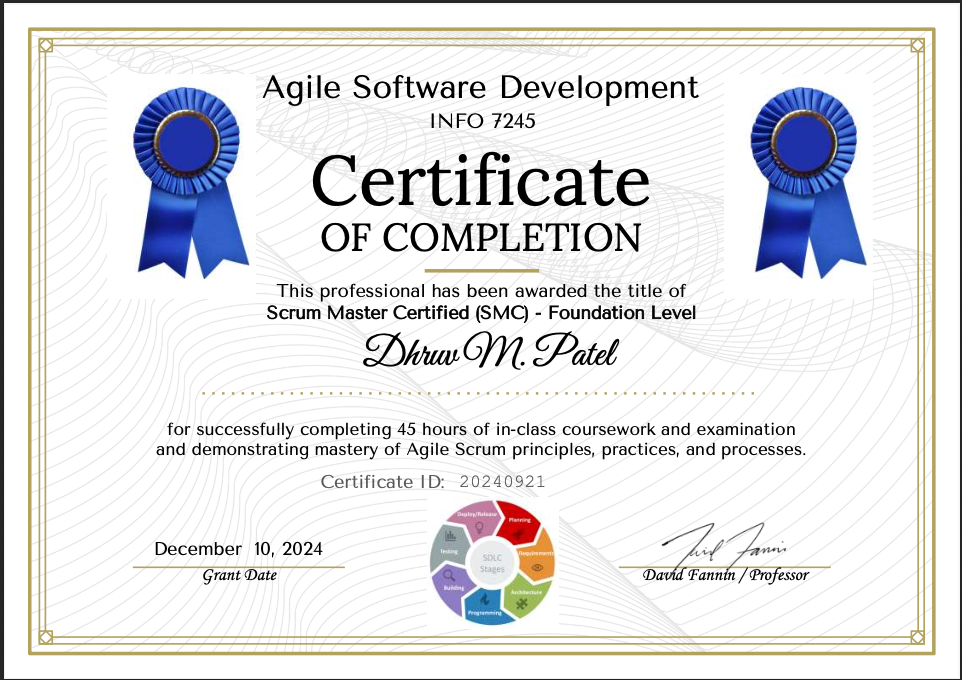 Agile Software Development
INFO 7245
Certificate
OF COMPLETION
This professional has been awarded the title of
Scrum Master Certified (SMC) - Foundation Level
Dhruv M. Patel
for successfully completing 45 hours of in-class coursework and examination
and demonstrating mastery of Agile Scrum principles, practices, and processes.
Certificate ID: 20240921
Deploy/Release
Planning
Testing
SDLC
Stages
Requirements
Building
Architecture
Programming
December 10, 2024
Grant Date
David Fannin
David Fannin / Professor